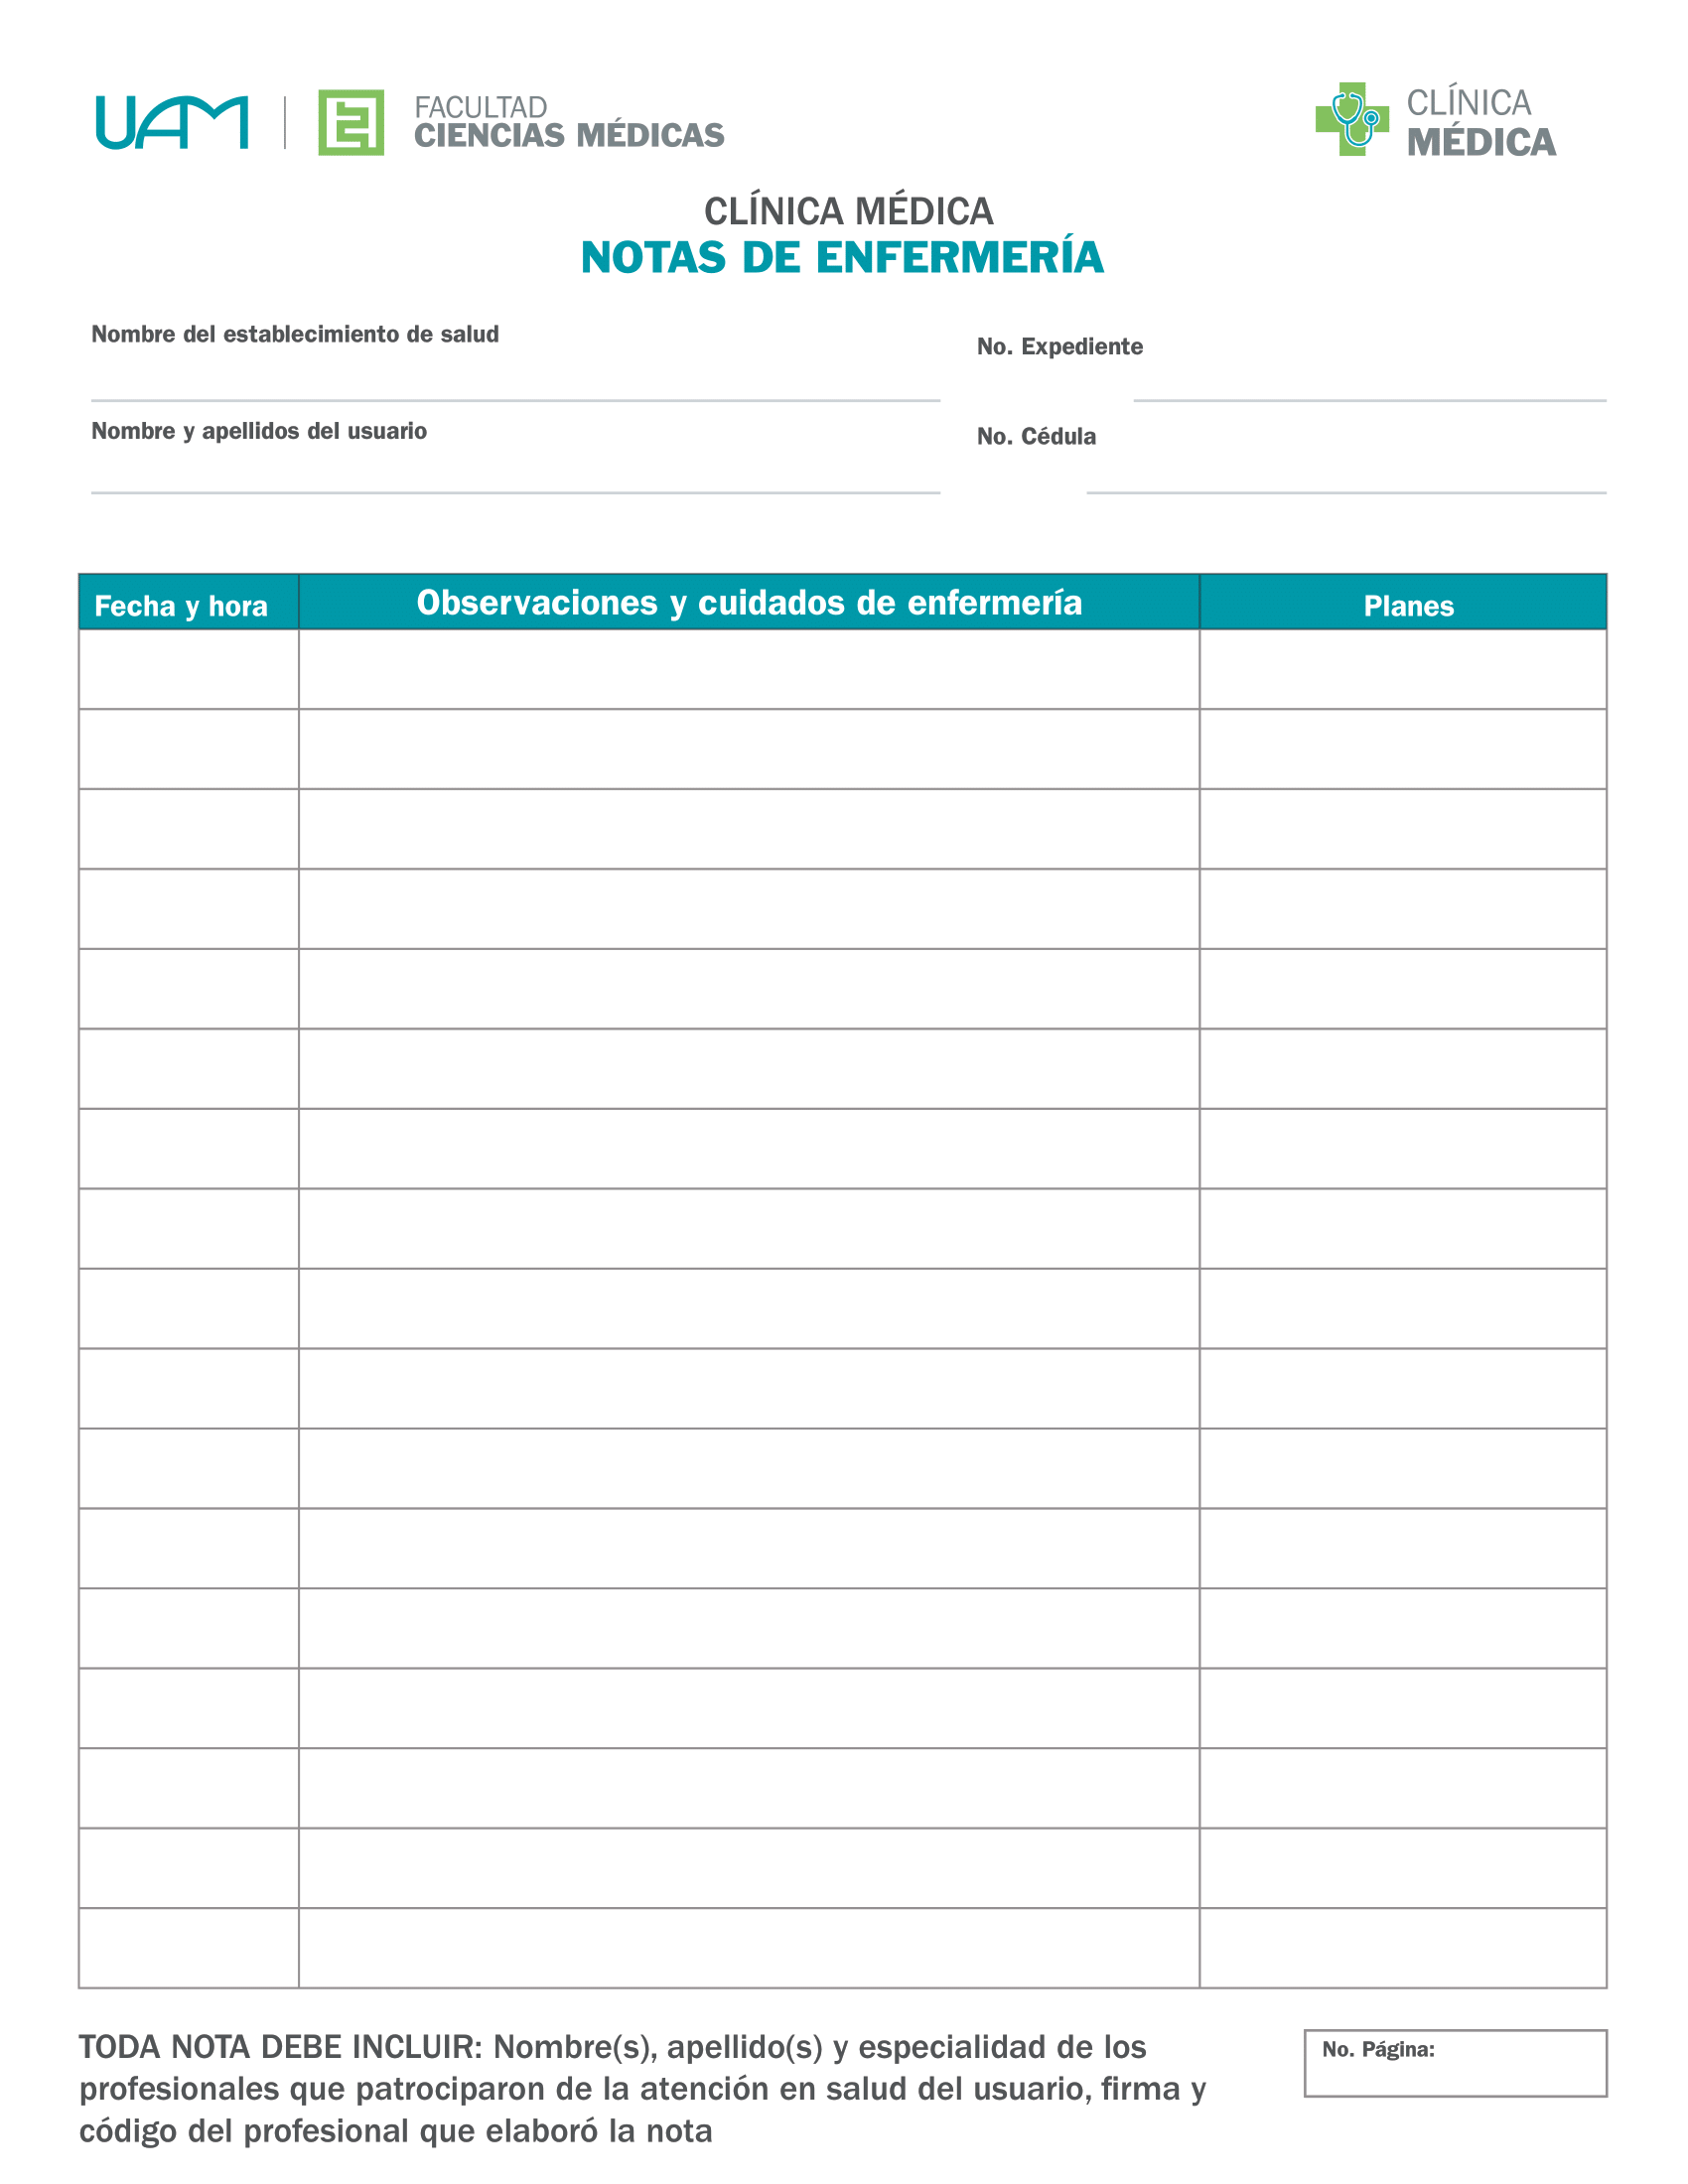 UAM
FACULTAD
CIENCIAS MÉDICAS
CLÍNICA
MÉDICA
CLÍNICA MÉDICA
NOTAS DE ENFERMERÍA
Nombre del establecimiento de salud
No. Expediente
Nombre y apellidos del usuario
No. Cédula
Fecha y hora
Observaciones y cuidados de enfermería
Planes
TODA NOTA DEBE INCLUIR: Nombre(s), apellido(s) y especialidad de los
profesionales que patrociparon de la atención en salud del usuario, firma y
código del profesional que elaboró la nota
No. Página: